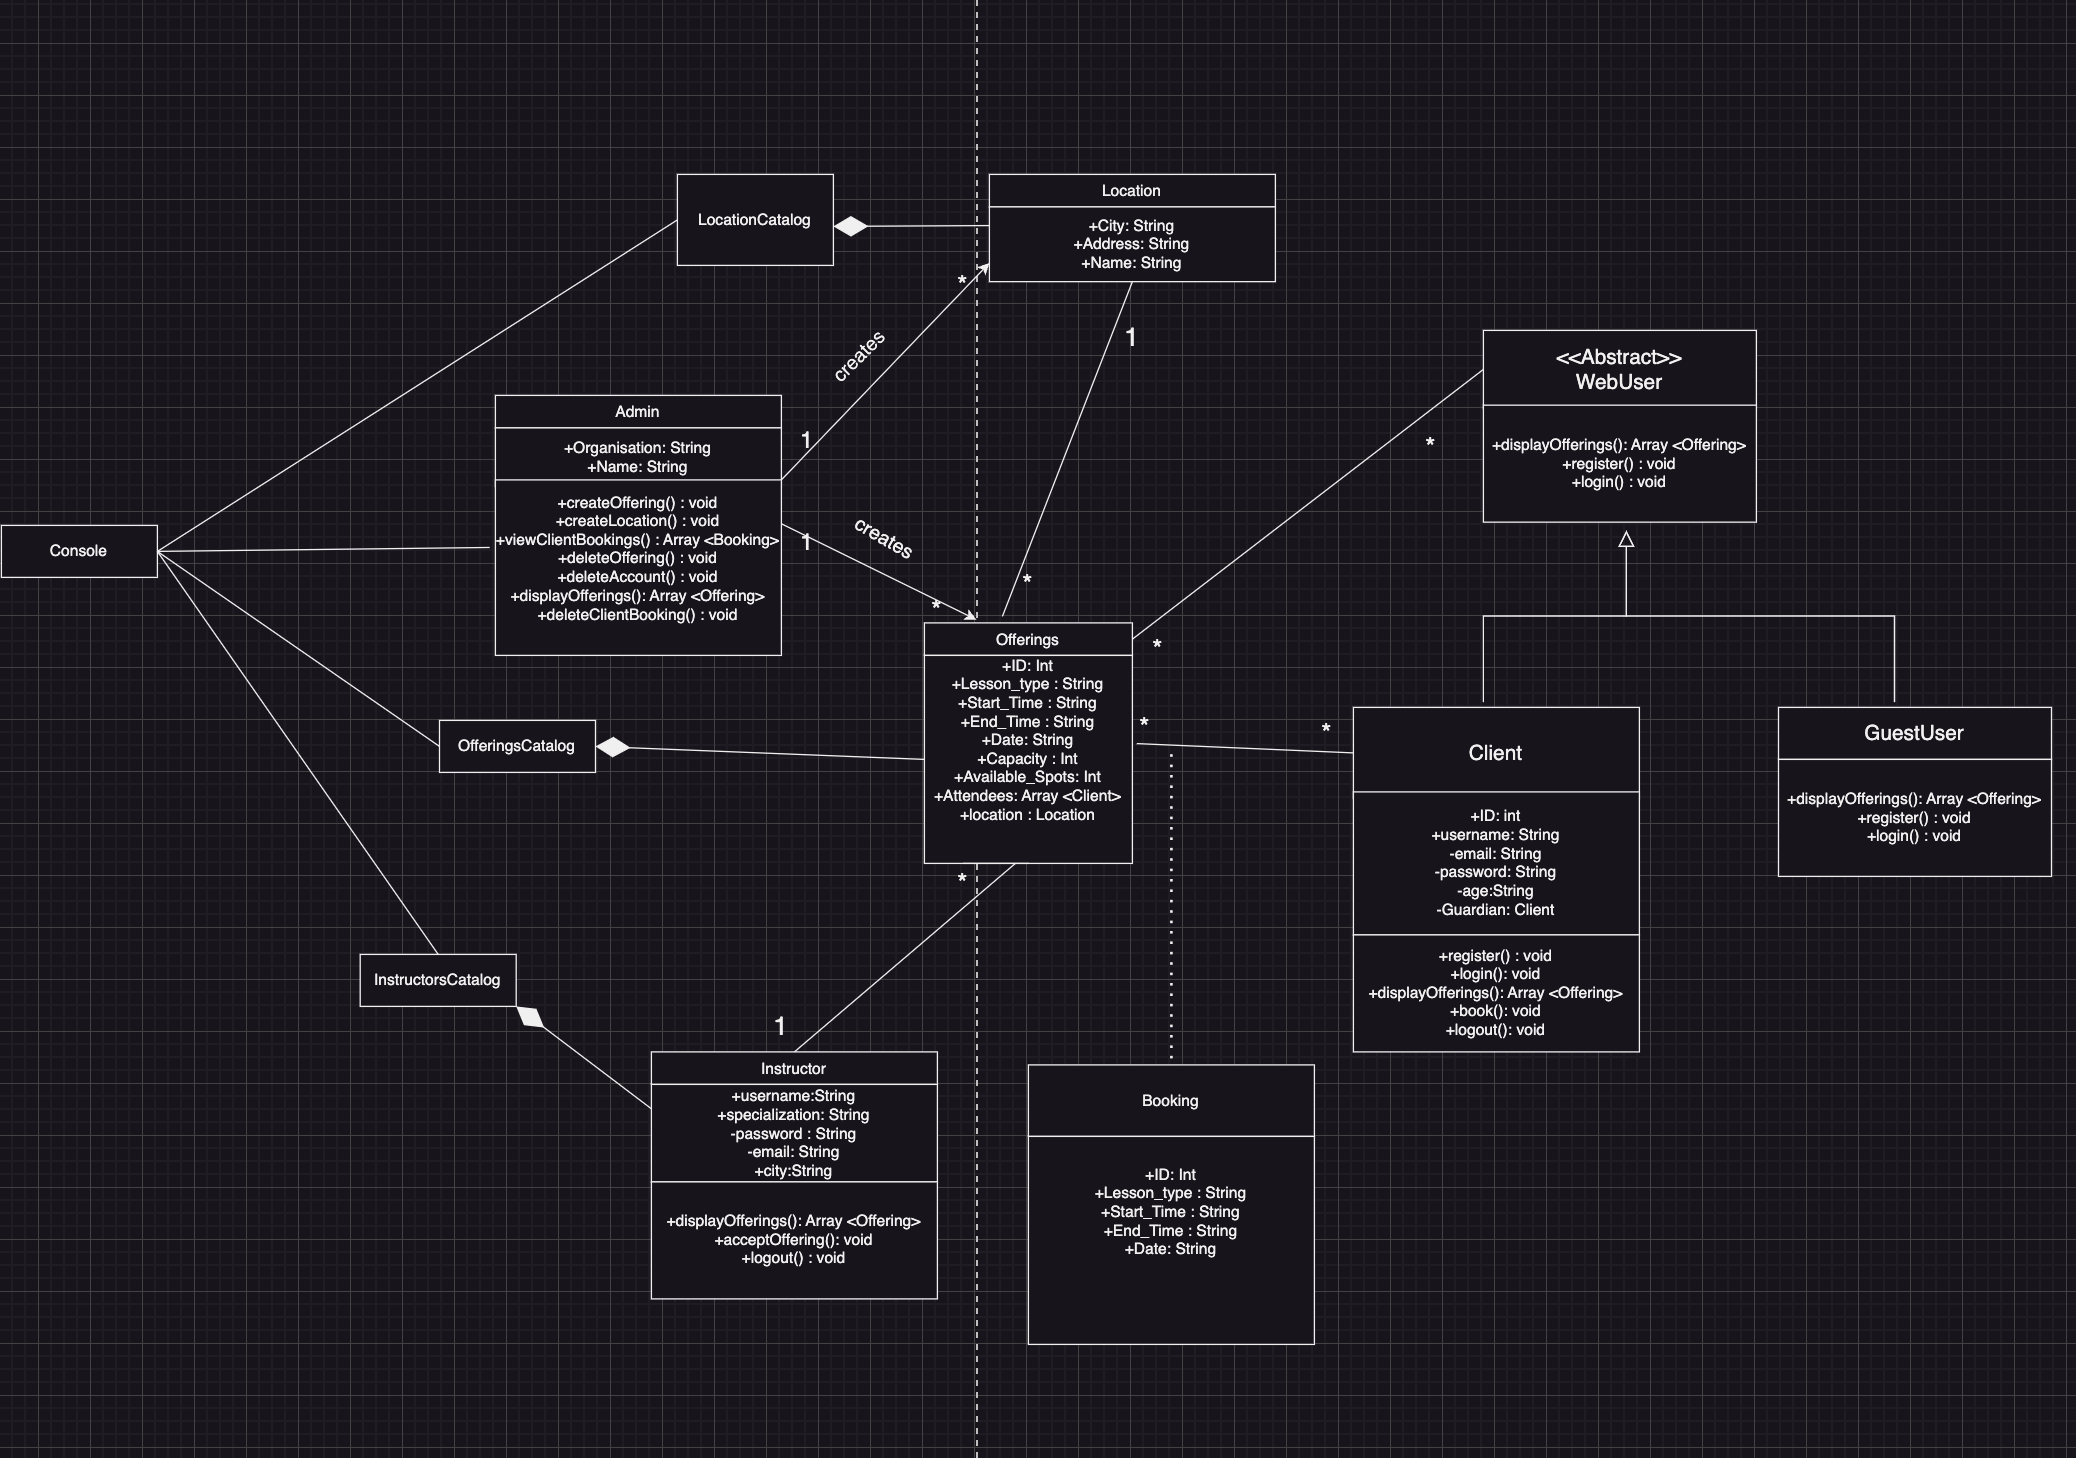 LocationCatalog
Location
+City: String
+Address: String
+Name: String
*
creates
1
1
<<Abstract>>
WebUser
+displayOfferings(): Array <Offering>
+register() : void
+login() : void
*
Admin
+Organisation: String
+Name: String
+createOffering() : void
+createLocation() : void
+viewClientBookings() : Array <Booking>
+deleteOffering() : void
+deleteAccount() : void
+displayOfferings(): Array <Offering>
+deleteClientBooking() : void
1
creates
*
*
Console
Offerings
+ID: Int
+Lesson_type : String
+Start_Time : String
+End_Time : String
+Date: String
+Capacity : Int
+Available_Spots: Int
+Attendees: Array <Client>
+location : Location
*
*
*
*
OfferingsCatalog
Client
+ID: int
+username: String
-email: String
-password: String
-age:String
-Guardian: Client
+register() : void
+login(): void
+displayOfferings(): Array <Offering>
+book(): void
+logout(): void
GuestUser
+displayOfferings(): Array <Offering>
+register() : void
+login() : void
InstructorsCatalog
1
Instructor
+username:String
+specialization: String
-password : String
-email: String
+city:String
+displayOfferings(): Array <Offering>
+acceptOffering(): void
+logout() : void
Booking
+ID: Int
+Lesson_type : String
+Start_Time : String
+End_Time : String
+Date: String